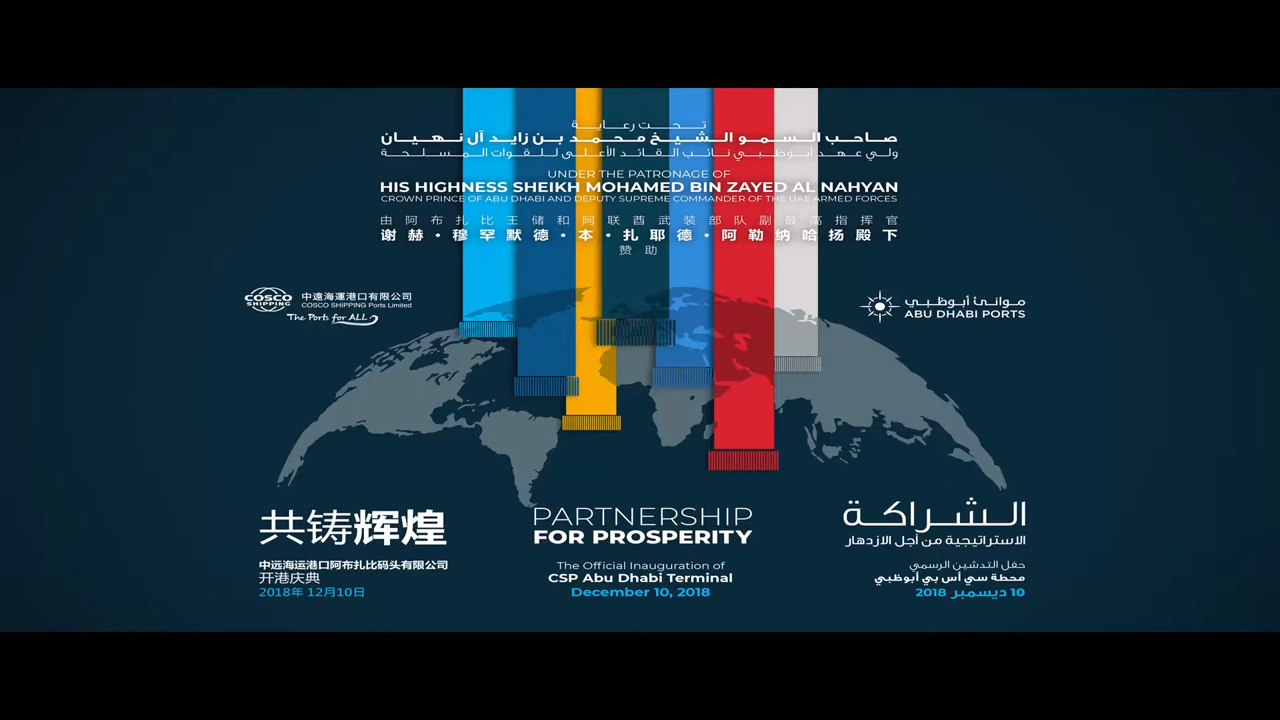 تحت رعاية
صاحب السمو الشيخ محمد بن زايد آل نهيان
ولي عهد أبوظبي نائب القائد الأعلى للقوات المسلحة
UNDER THE PATRONAGE OF
HIS HIGHNESS SHEIKH MOHAMED BIN ZAYED AL NAHYAN
CROWN PRINCE OF ABU DHABI AND DEPUTY SUPREME COMMANDER OF THE UAE ARMED FORCES
由阿布扎比王储和阿联酋武装部队副最高指挥官
谢赫·穆罕默德·本·扎耶德·阿勒纳哈扬殿下
赞助
COSCO
SHIPPING
中遠海運港口有限公司
COSCO SHIPPING Ports Limited
The Ports for ALL
موانئ أبوظبي
ABU DHABI PORTS
共铸辉煌
中远海运港口阿布扎比码头有限公司
开港庆典
2018年 12月10日
PARTNERSHIP
FOR PROSPERITY
The Official Inauguration of
CSP Abu Dhabi Terminal
December 10, 2018
الشراكة
الاستراتيجية من أجل الازدهار
حفل التدشين الرسمي
محطة سي أس بي أبوظبي
10 ديسمبر 2018